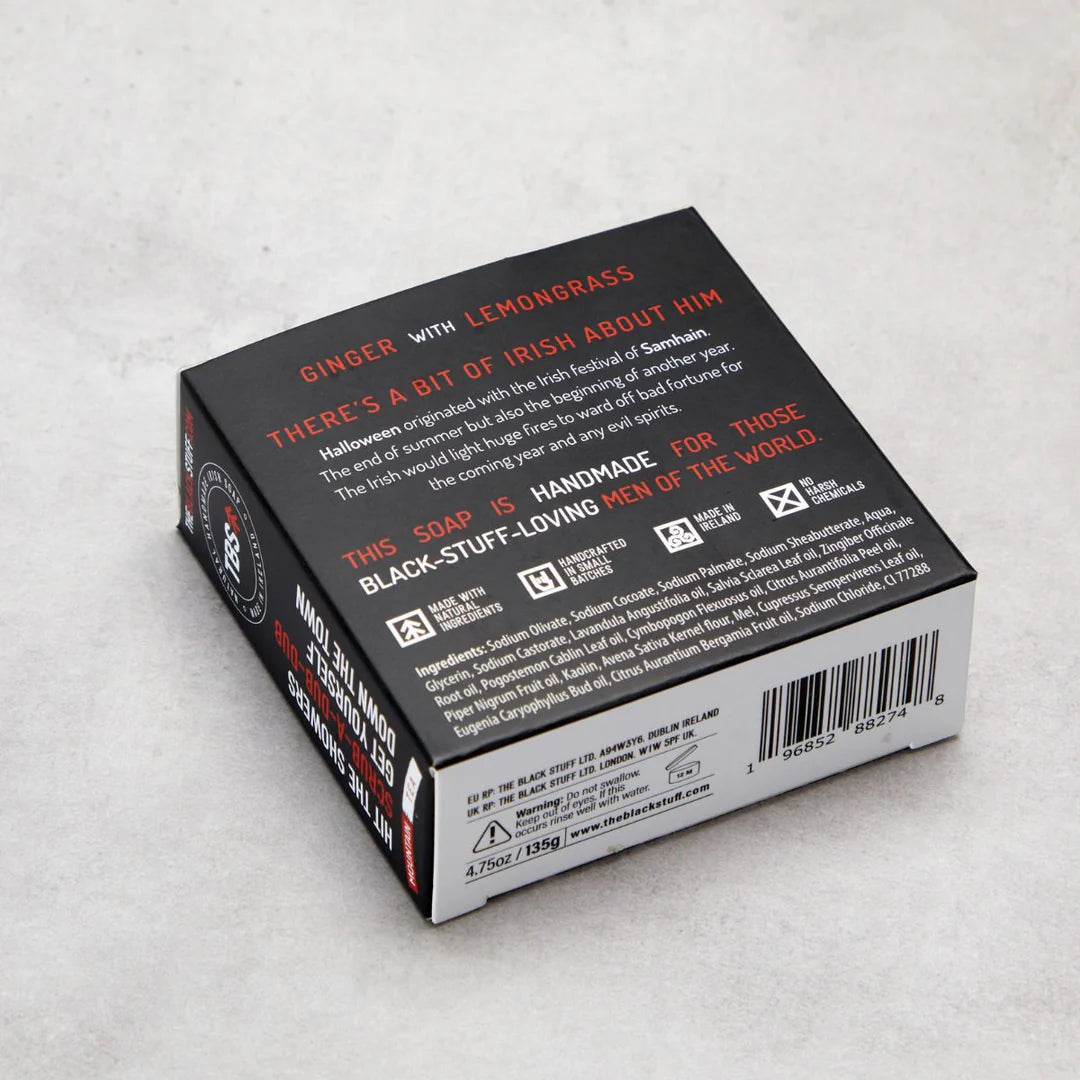 GINGER WITH LEMONGRASS
THERE'S A BIT OF IRISH ABOUT HIM
Halloween originated with the Irish festival of Samhain.
The end of summer but also the beginning of another year.
The Irish would light huge fires to ward off bad fortune for
the coming year and any evil spirits.
THIS SOAP IS HANDMADE FOR THOSE
BLACK-STUFF-LOVING MEN OF THE WORLD.
MADE WITH
NATURAL
INGREDIENTS
HANDCRAFTED
IN SMALL
BATCHES
MADE IN
IRELAND
NO
HARSH
CHEMICALS
Ingredients: Sodium Olivate, Sodium Cocoate, Sodium Palmate, Sodium Sheabutterate, Aqua,
Glycerin, Sodium Castorate, Lavandula Angustifolia oil, Salvia Sclarea Leaf oil, Zingiber Officinale
Root oil, Pogostemon Cablin Leaf oil, Cymbopogon Flexuosus oil, Citrus Aurantifolia Peel oil,
Piper Nigrum Fruit oil, Kaolin, Avena Sativa Kernel flour, Mel, Cupressus Sempervirens Leaf oil,
Eugenia Caryophyllus Bud oil, Citrus Aurantium Bergamia Fruit oil, Sodium Chloride, CI 77288
EU RP: THE BLACK STUFF LTD. A94W3Y6, DUBLIN IRELAND
UK RP: THE BLACK STUFF LTD. LONDON. W1W 5PF UK.
Warning: Do not swallow.
Keep out of eyes. If this
occurs rinse well with water.
12 M
4.75oz / 135g
www.theblackstuff.com
1 96852 88274 8
HIT THE SHOWERS
SCRUB-A-DUB-DUB
GET YOURSELF
DOWN THE TOWN
MOUNTAIN
TEA
TBS
HANDMADE IRISH SOAP